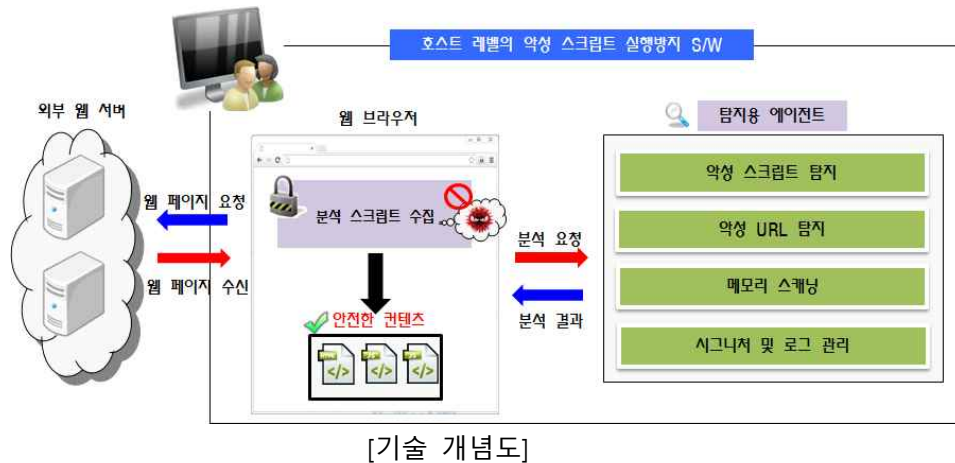 호스트 레벨의 악성 스크립트 실행방지 S/W
외부 웹 서버
웹 브라우저
탐지용 에이전트
웹 페이지 요청
웹 페이지 수신
분석 스크립트 수집
안전한 컨텐츠
분석 요청
분석 결과
악성 스크립트 탐지
악성 URL 탐지
메모리 스캐닝
시그니처 및 로그 관리
[기술 개념도]